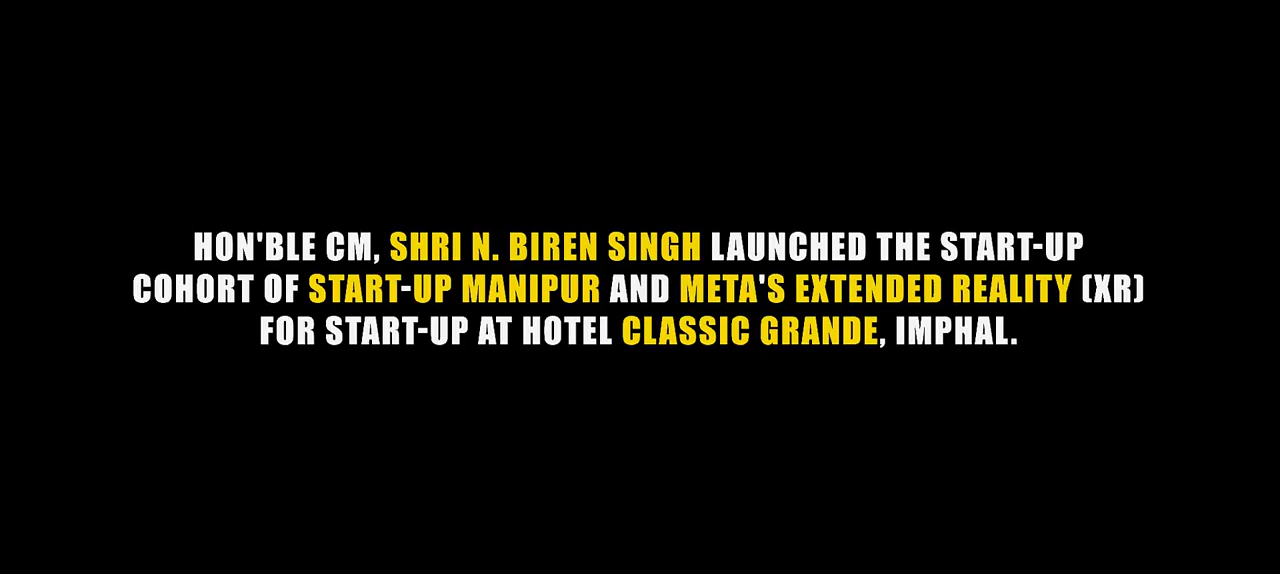 HON'BLE CM, SHRI N. BIREN SINGH LAUNCHED THE START-UP
COHORT OF START-UP MANIPUR AND META'S EXTENDED REALITY (XR)
FOR START-UP AT HOTEL CLASSIC GRANDE, IMPHAL.